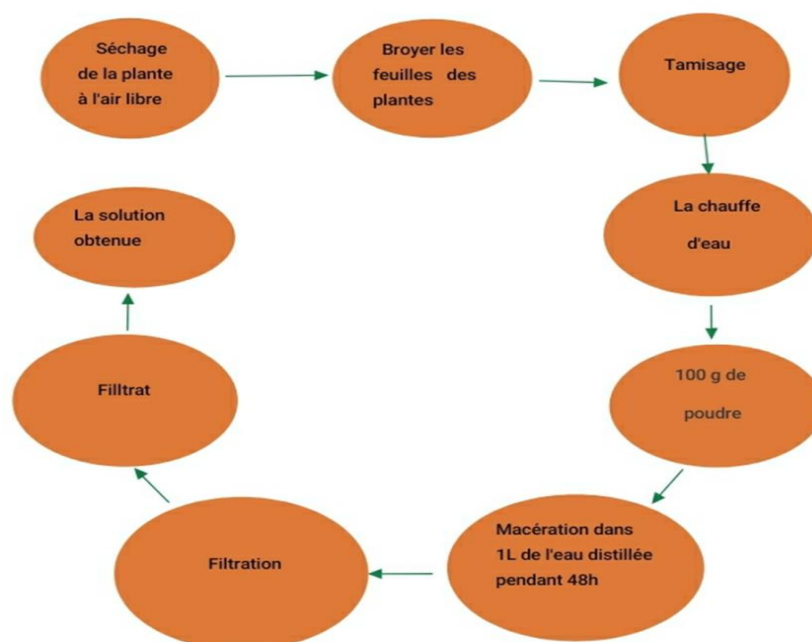 Séchage
de la plante
à l'air libre
Broyer les
feuilles des
plantes
Tamisage
La chauffe
d'eau
100 g de
poudre
Macération dans
1L de l'eau distillée
pendant 48h
Filtration
Filltrat
La solution
obtenue